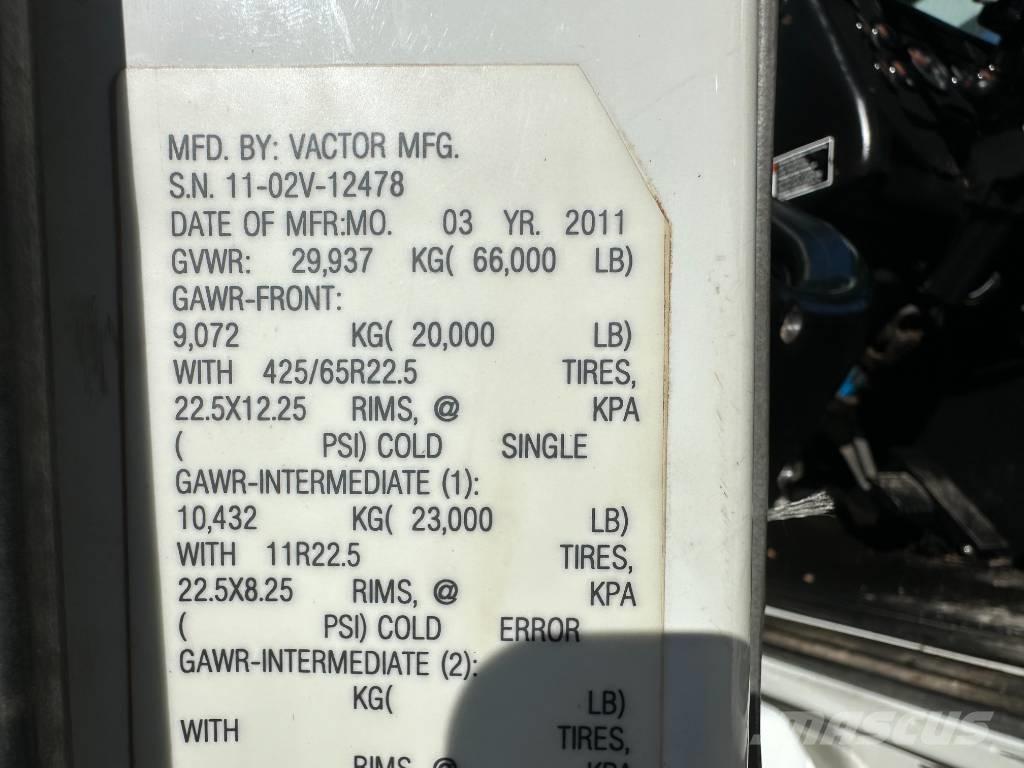 MFD. BY: VACTOR MFG.
S.N. 11-02V-12478
DATE OF MFR:MO. 03 YR. 2011
GVWR: 29,937 KG( 66,000 LB)
GAWR-FRONT:
9,072 KG( 20,000 LB)
WITH 425/65R22.5 TIRES,
22.5X12.25 RIMS, @ KPA
( PSI) COLD SINGLE
GAWR-INTERMEDIATE (1):
10,432 KG( 23,000 LB)
WITH 11R22.5 TIRES,
22.5X8.25 RIMS, @ KPA
( PSI) COLD ERROR
GAWR-INTERMEDIATE (2):
KG( LB)
WITH TIRES,
RIMS, @ KPA
MASCUS